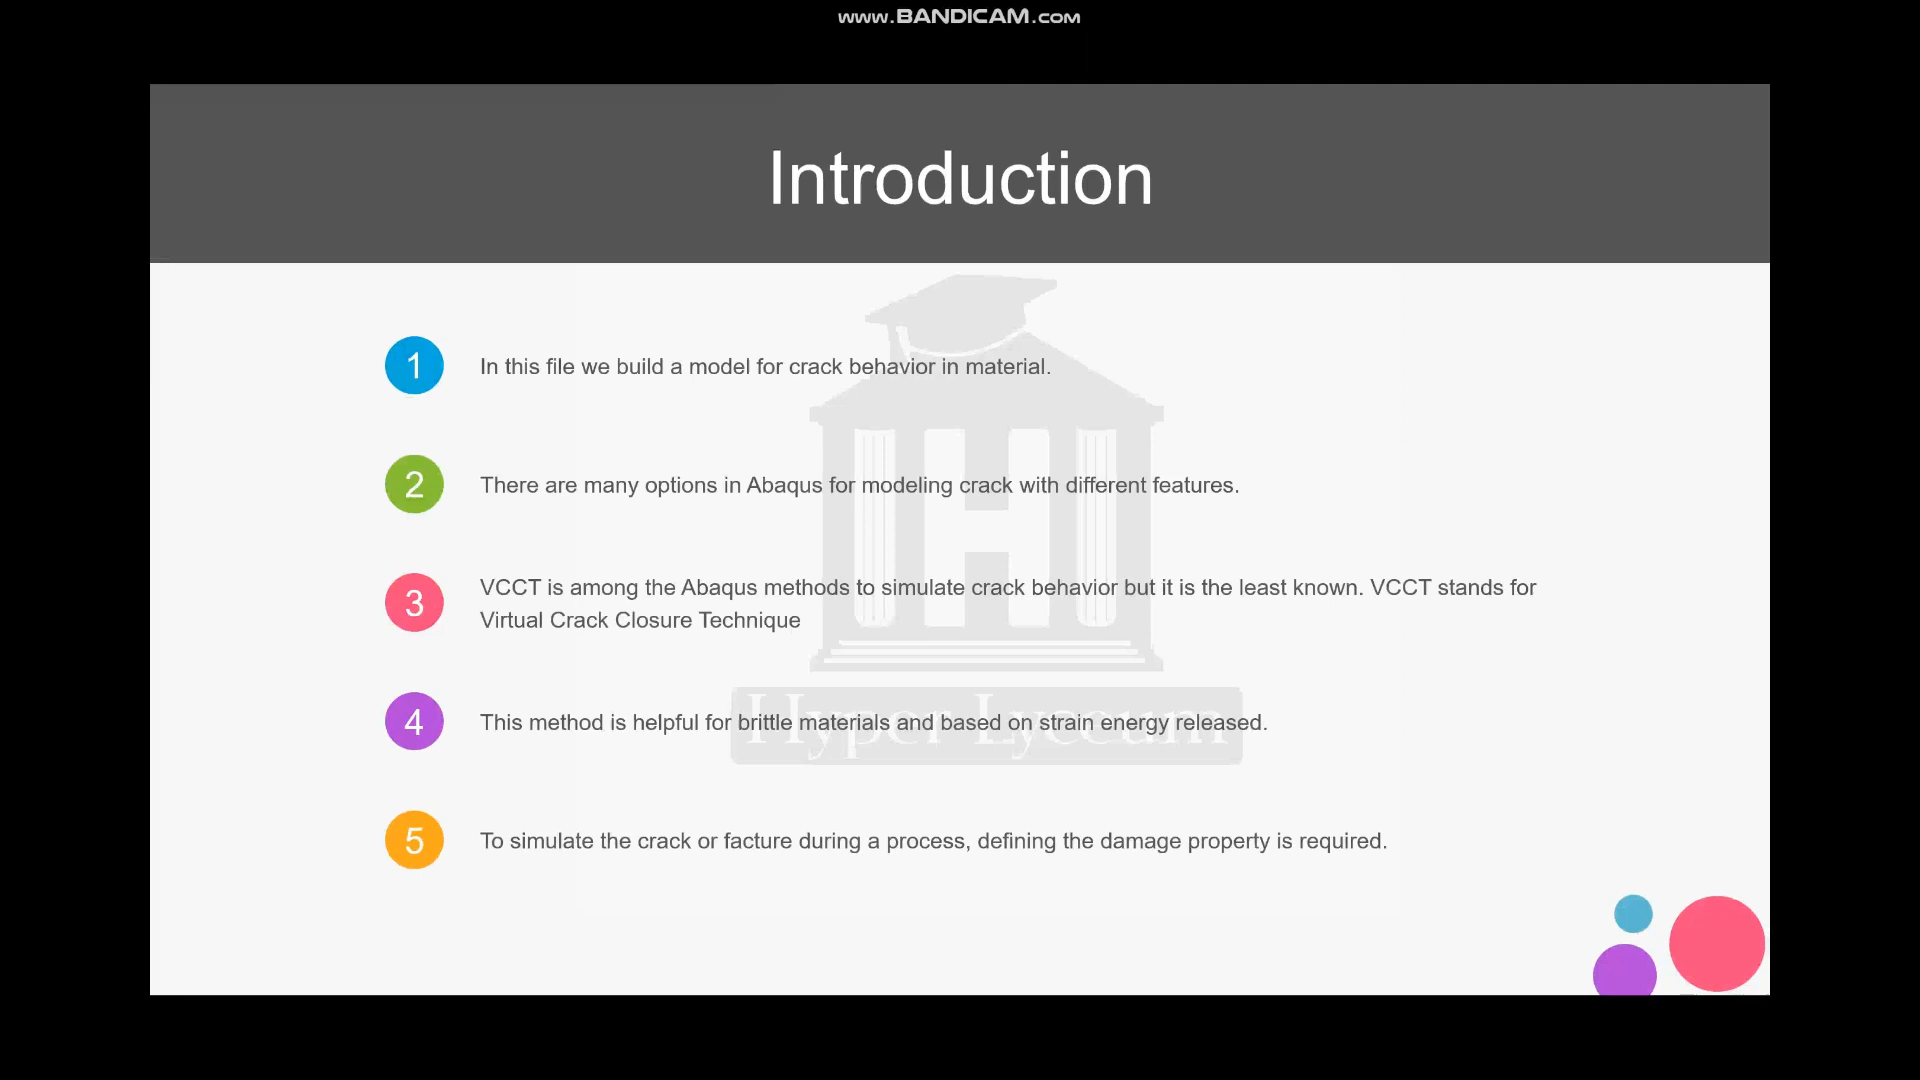 www.BANDICAM.com
Introduction
1 In this file we build a model for crack behavior in material.
2 There are many options in Abaqus for modeling crack with different features.
3 VCCT is among the Abaqus methods to simulate crack behavior but it is the least known. VCCT stands for
Virtual Crack Closure Technique
4 This method is helpful for brittle materials and based on strain energy released.
Hyper Lyceum
5 To simulate the crack or facture during a process, defining the damage property is required.